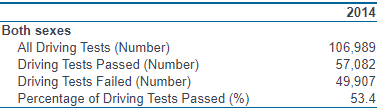 2014
Both sexes
All Driving Tests (Number) 106,989
Driving Tests Passed (Number) 57,082
Driving Tests Failed (Number) 49,907
Percentage of Driving Tests Passed (%) 53.4